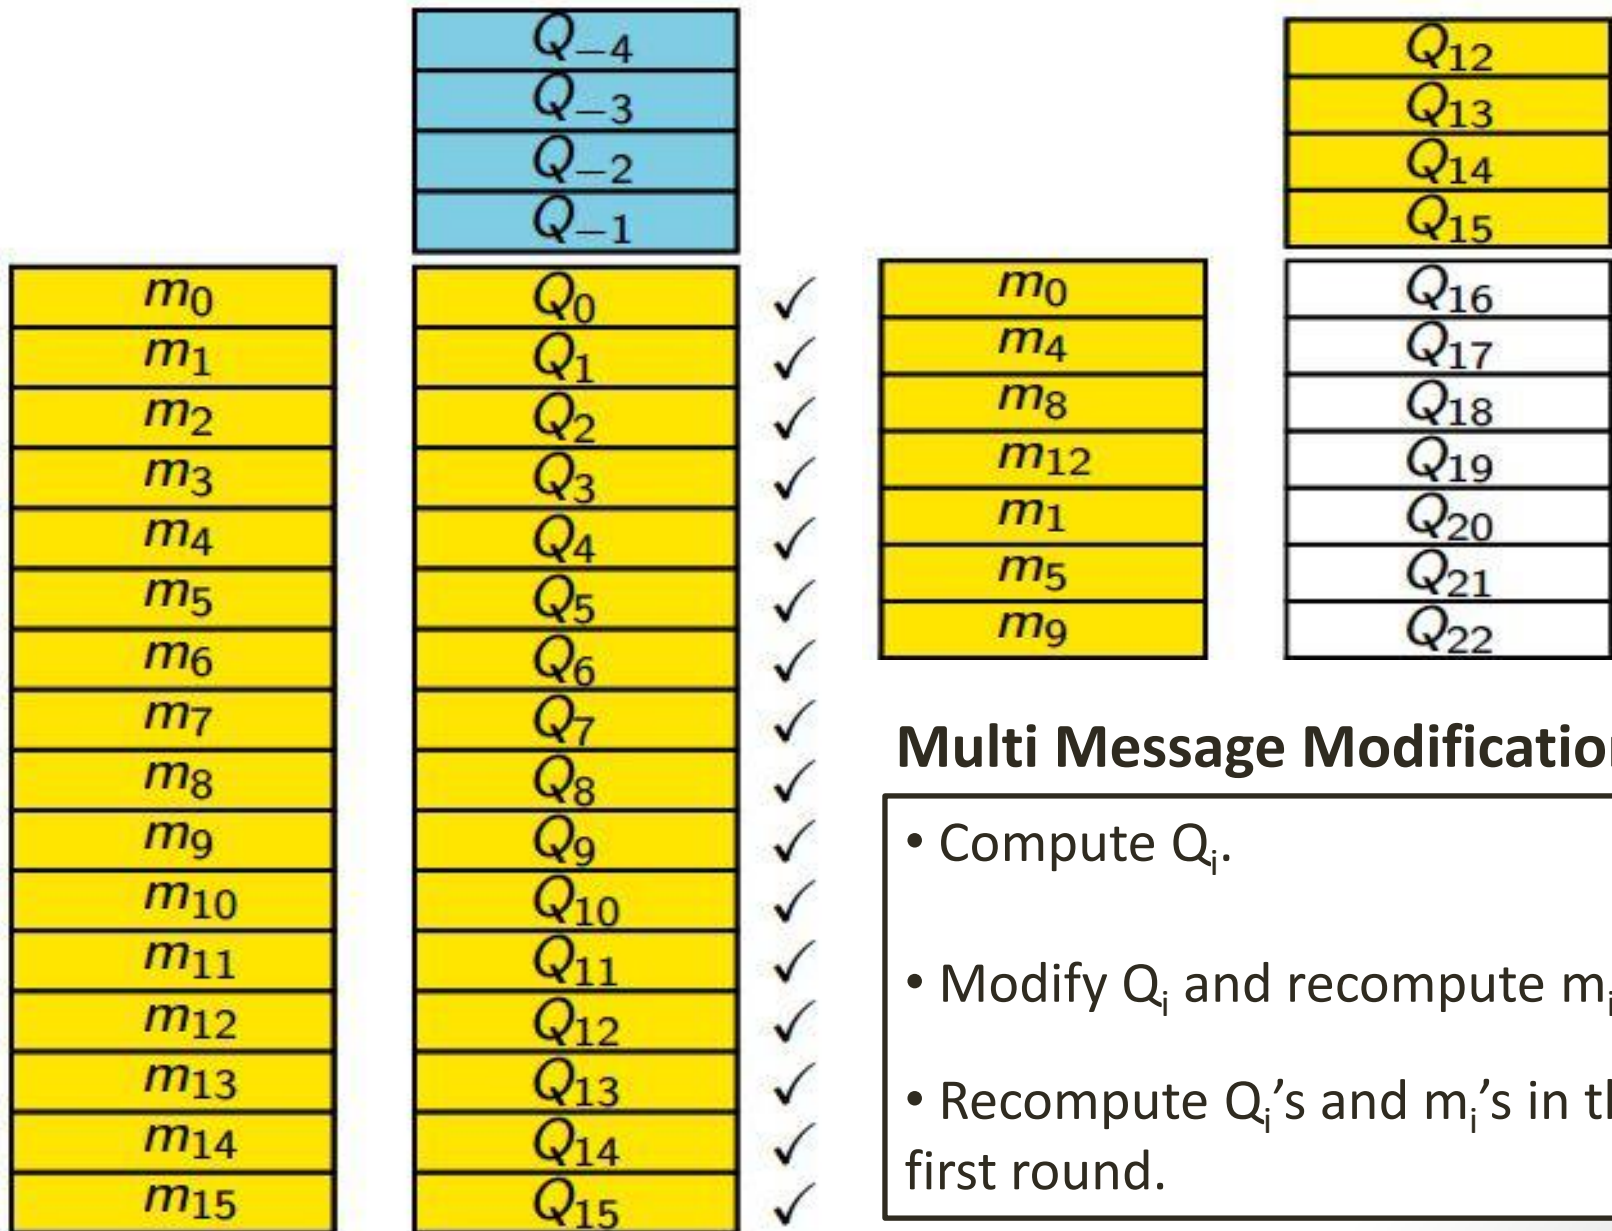 Q₋₄
Q₋₃
Q₋₂
Q₋₁
m₀ Q₀ ✓
m₁ Q₁ ✓
m₂ Q₂ ✓
m₃ Q₃ ✓
m₄ Q₄ ✓
m₅ Q₅ ✓
m₆ Q₆ ✓
m₇ Q₇ ✓
m₈ Q₈ ✓
m₉ Q₉ ✓
m₁₀ Q₁₀ ✓
m₁₁ Q₁₁ ✓
m₁₂ Q₁₂ ✓
m₁₃ Q₁₃ ✓
m₁₄ Q₁₄ ✓
m₁₅ Q₁₅ ✓
Q₁₂
Q₁₃
Q₁₄
Q₁₅
m₀ Q₁₆
m₄ Q₁₇
m₈ Q₁₈
m₁₂ Q₁₉
m₁ Q₂₀
m₅ Q₂₁
m₉ Q₂₂
Multi Message
• Compute Qᵢ.
• Modify Qᵢ and recompute mᵢ
• Recompute Qᵢ’s and mᵢ’s in
first round.